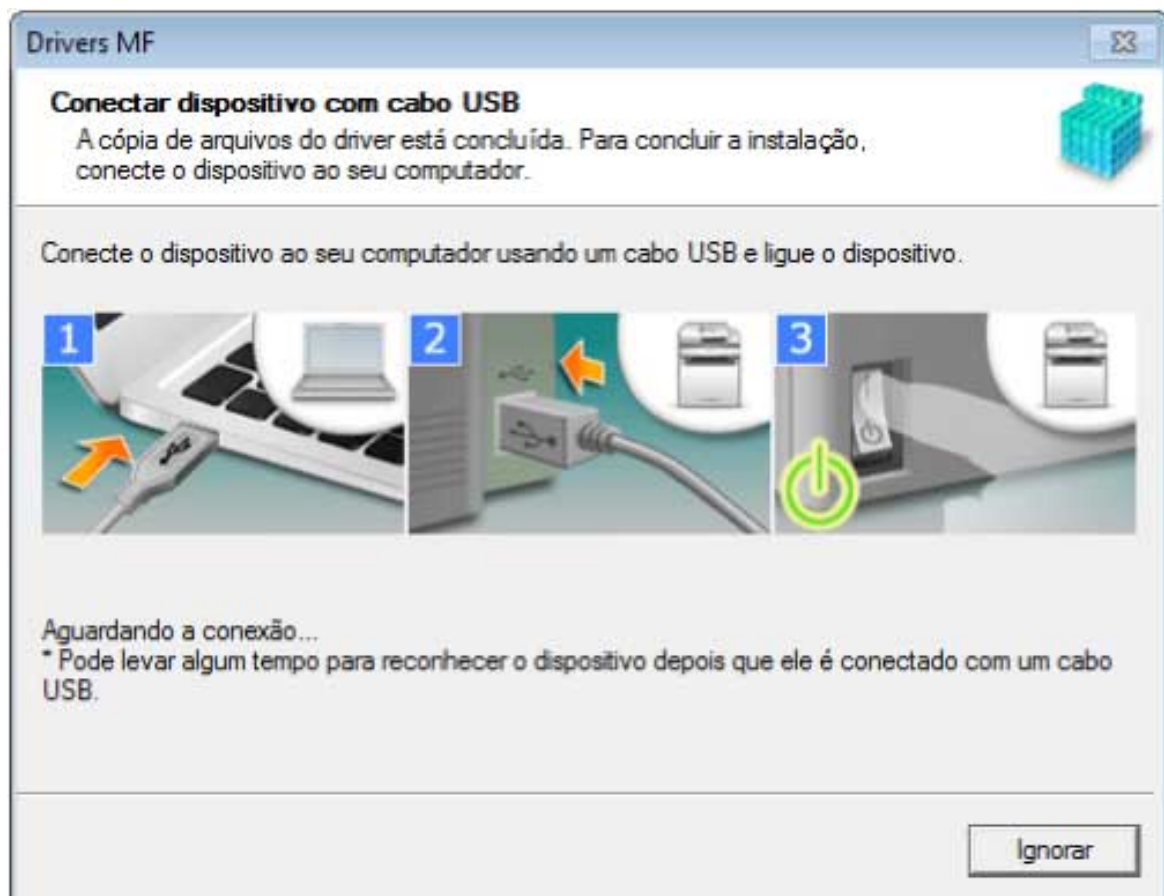 Drivers MF
Conectar dispositivo com cabo USB
A cópia de arquivos do driver está concluída. Para concluir a instalação,
conecte o dispositivo ao seu computador.
Conecte o dispositivo ao seu computador usando um cabo USB e ligue o dispositivo.
1
2
3
Aguardando a conexão...
* Pode levar algum tempo para reconhecer o dispositivo depois que ele é conectado com um cabo
USB.
Ignorar